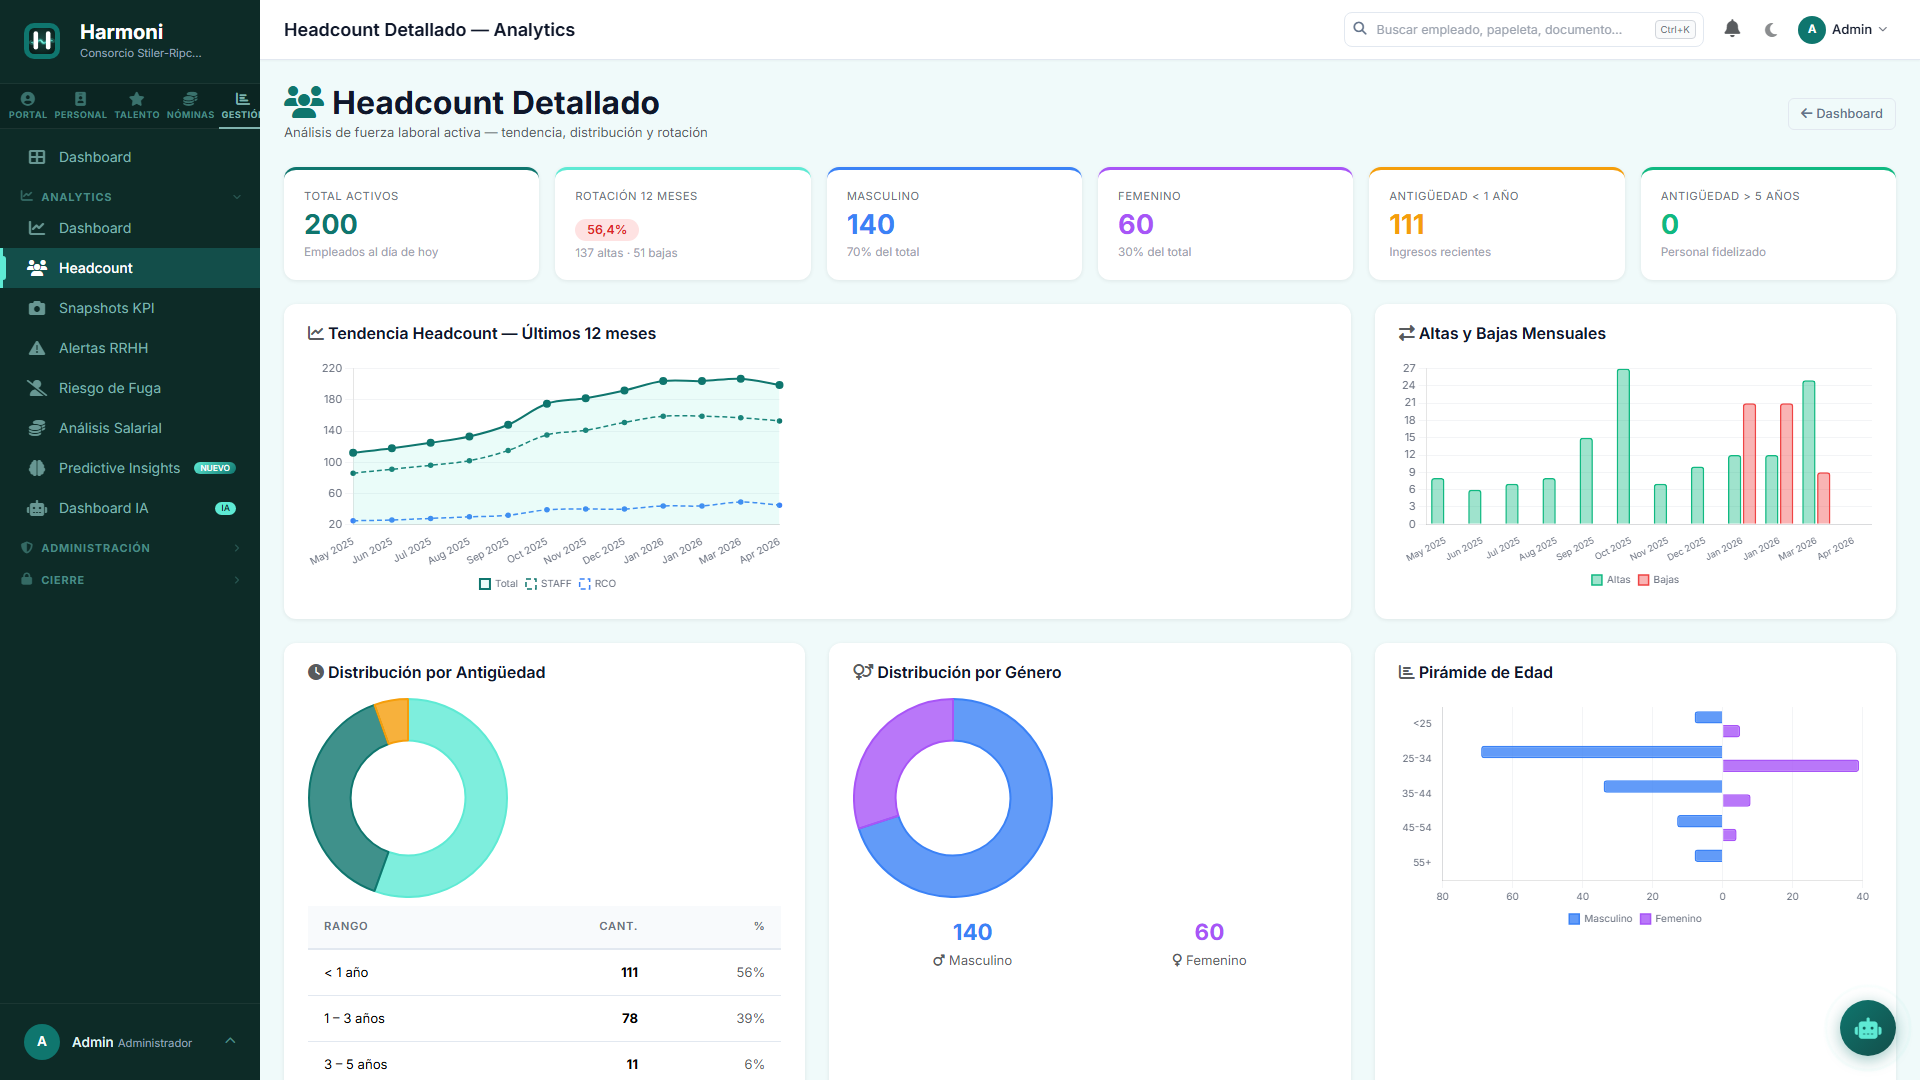 Harmoni
Consorcio Stiler-Ripc...
PORTAL
PERSONAL
TALENTO
NÓMINAS
GESTIÓ
Dashboard
ANALYTICS
Dashboard
Headcount
Snapshots KPI
Alertas RRHH
Riesgo de Fuga
Análisis Salarial
Predictive Insights NUEVO
Dashboard IA IA
ADMINISTRACIÓN
CIERRE
A Admin Administrador
Headcount Detallado — Analytics
Buscar empleado, papeleta, documento... Ctrl+K
A Admin
Headcount Detallado
Análisis de fuerza laboral activa — tendencia, distribución y rotación
← Dashboard
TOTAL ACTIVOS
200
Empleados al día de hoy
ROTACIÓN 12 MESES
56,4%
137 altas · 51 bajas
MASCULINO
140
70% del total
FEMENINO
60
30% del total
ANTIGÜEDAD < 1 AÑO
111
Ingresos recientes
ANTIGÜEDAD > 5 AÑOS
0
Personal fidelizado
Tendencia Headcount — Últimos 12 meses
220
180
140
100
60
20
May 2025 Jun 2025 Jul 2025 Aug 2025 Sep 2025 Oct 2025 Nov 2025 Dec 2025 Jan 2026 Jan 2026 Mar 2026 Apr 2026
Total STAFF RCO
Altas y Bajas Mensuales
27
24
21
18
15
12
9
6
3
0
May 2025 Jun 2025 Jul 2025 Aug 2025 Sep 2025 Oct 2025 Nov 2025 Dec 2025 Jan 2026 Jan 2026 Mar 2026 Apr 2026
Altas Bajas
Distribución por Antigüedad
RANGO CANT. %
< 1 año 111 56%
1 – 3 años 78 39%
3 – 5 años 11 6%
Distribución por Género
140
Masculino
60
Femenino
Pirámide de Edad
<25
25-34
35-44
45-54
55+
80 60 40 20 0 20 40
Masculino Femenino